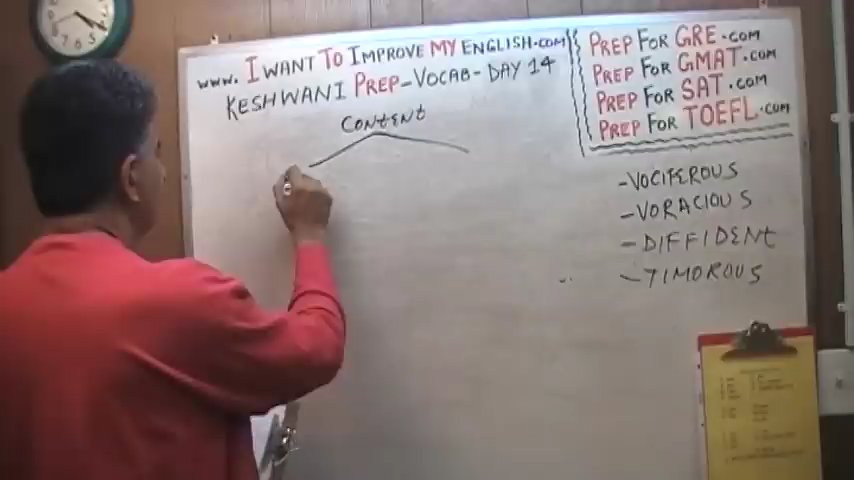 www. I WANT TO IMPROVE MY ENGLISH.COM
KESHWANI PREP-VOCAB- DAY 14
PREP FOR GRE.COM
PREP FOR GMAT.COM
PREP FOR SAT.COM
PREP FOR TOEFL.COM
CONTENT
-VOCIFEROUS
-VORACIOUS
-DIFFIDENT
-TIMOROUS